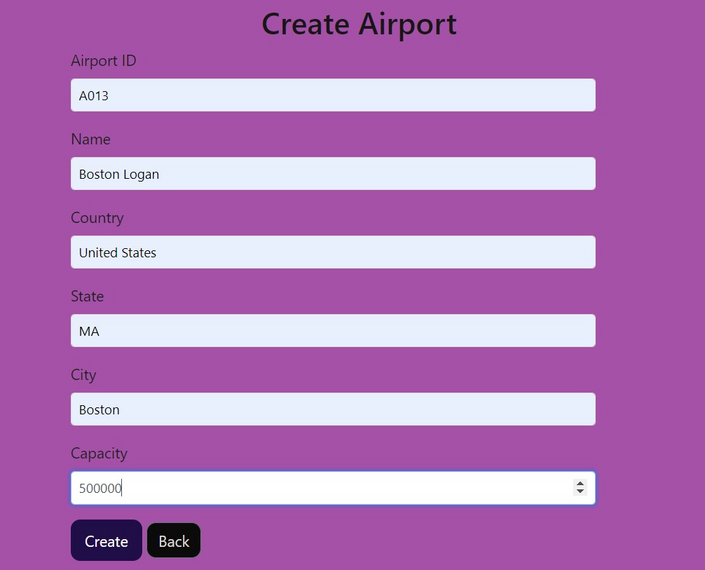 Create Airport
Airport ID
A013
Name
Boston Logan
Country
United States
State
MA
City
Boston
Capacity
500000
Create Back